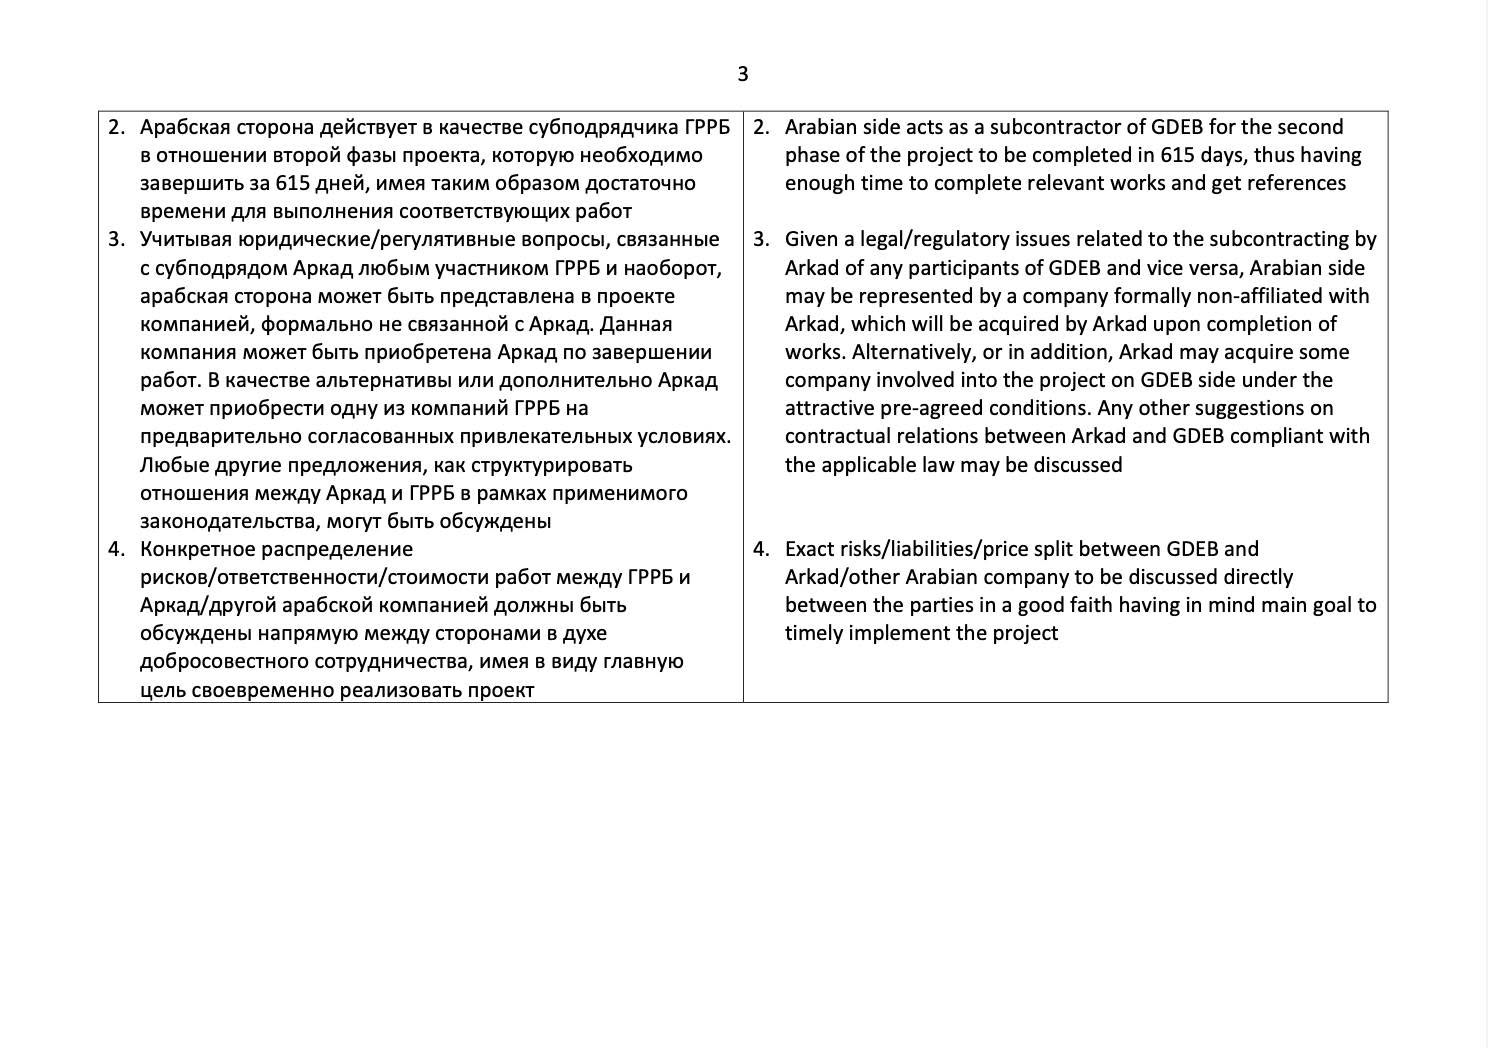 3
2. Арабская сторона действует в качестве субподрядчика ГРРБ
в отношении второй фазы проекта, которую необходимо
завершить за 615 дней, имея таким образом достаточно
времени для выполнения соответствующих работ
3. Учитывая юридические/регулятивные вопросы, связанные
с субподрядом Аркад любым участником ГРРБ и наоборот,
арабская сторона может быть представлена в проекте
компанией, формально не связанной с Аркад. Данная
компания может быть приобретена Аркад по завершении
работ. В качестве альтернативы или дополнительно Аркад
может приобрести одну из компаний ГРРБ на
предварительно согласованных привлекательных условиях.
Любые другие предложения, как структурировать
отношения между Аркад и ГРРБ в рамках применимого
законодательства, могут быть обсуждены
4. Конкретное распределение
рисков/ответственности/стоимости работ между ГРРБ и
Аркад/другой арабской компанией должны быть
обсуждены напрямую между сторонами в духе
добросовестного сотрудничества, имея в виду главную
цель своевременно реализовать проект
2. Arabian side acts as a subcontractor of GDEB for the second
phase of the project to be completed in 615 days, thus having
enough time to complete relevant works and get references
3. Given a legal/regulatory issues related to the subcontracting by
Arkad of any participants of GDEB and vice versa, Arabian side
may be represented by a company formally non-affiliated with
Arkad, which will be acquired by Arkad upon completion of
works. Alternatively, or in addition, Arkad may acquire some
company involved into the project on GDEB side under the
attractive pre-agreed conditions. Any other suggestions on
contractual relations between Arkad and GDEB compliant with
the applicable law may be discussed
4. Exact risks/liabilities/price split between GDEB and
Arkad/other Arabian company to be discussed directly
between the parties in a good faith having in mind main goal to
timely implement the project